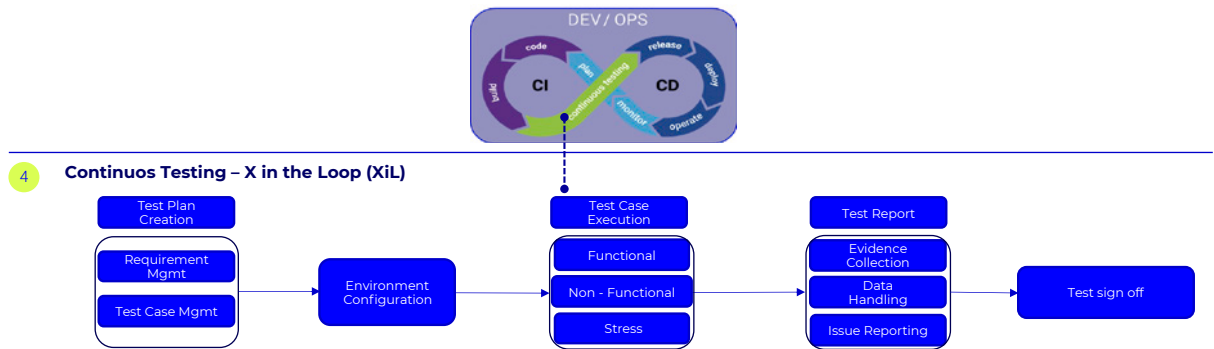 DEV / OPS
code
release
plan
build
CI
continuous testing
CD
deploy
monitor
operate
4
Continuos Testing – X in the Loop (XiL)
Test Plan
Creation
Test Case
Execution
Test Report
Requirement
Mgmt
Test Case Mgmt
Environment
Configuration
Functional
Non - Functional
Stress
Evidence
Collection
Data
Handling
Issue Reporting
Test sign off